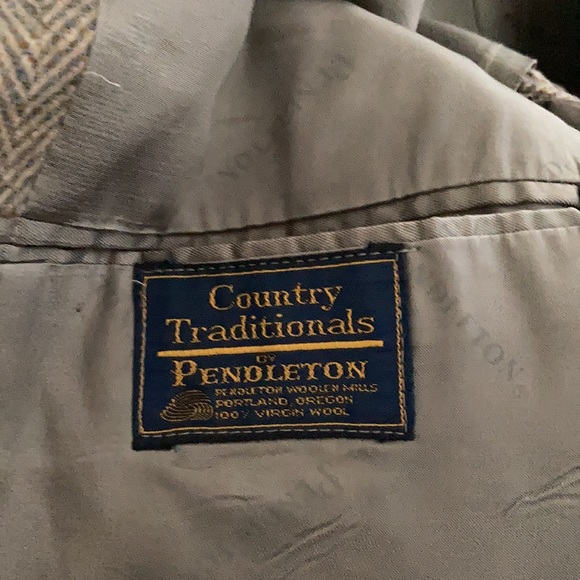 Country
Traditionals
BY
PENDLETON
PENDLETON WOOLEN MILLS
PORTLAND, OREGON
100% VIRGIN WOOL